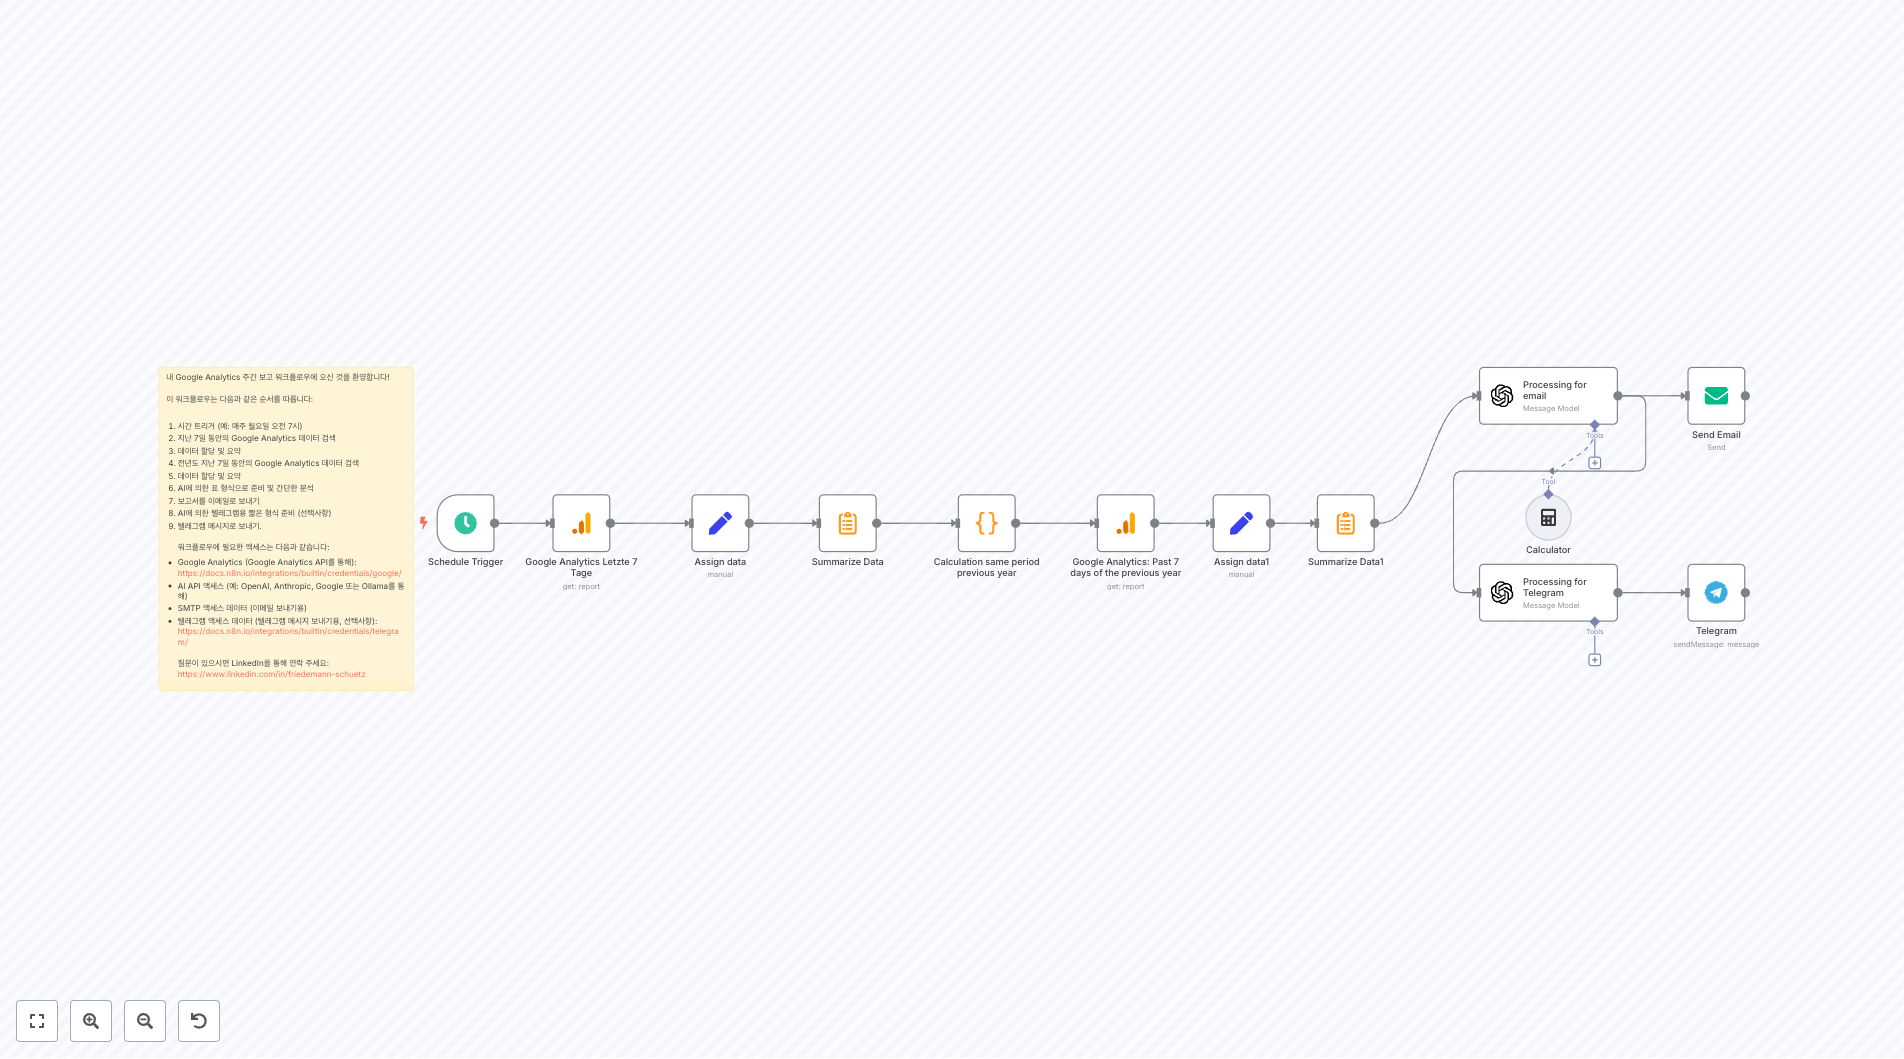 내 Google Analytics 주간 보고 워크플로우에 오신 것을 환영합니다!
이 워크플로우는 다음과 같은 순서를 따릅니다:
1. 시간 트리거 (예: 매주 월요일 오전 7시)
2. 지난 7일 동안의 Google Analytics 데이터 검색
3. 데이터 할당 및 요약
4. 전년도 지난 7일 동안의 Google Analytics 데이터 검색
5. 데이터 할당 및 요약
6. AI에 의한 표 형식으로 준비 및 간단한 분석
7. 보고서를 이메일로 보내기
8. AI에 의한 텔레그램용 짧은 형식 준비 (선택사항)
9. 텔레그램 메시지로 보내기.
워크플로우에 필요한 액세스는 다음과 같습니다:
• Google Analytics (Google Analytics API를 통해):
https://docs.n8n.io/integrations/builtin/credentials/google/
• AI API 액세스 (예: OpenAI, Anthropic, Google 또는 Ollama를 통
해)
• SMTP 액세스 데이터 (이메일 보내기용)
• 텔레그램 액세스 데이터 (텔레그램 메시지 보내기용, 선택사항):
https://docs.n8n.io/integrations/builtin/credentials/telegra
m/
질문이 있으시면 LinkedIn을 통해 연락 주세요:
https://www.linkedin.com/in/friedemann-schuetz
Schedule Trigger
Google Analytics Letzte 7
Tage
get: report
Assign data
manual
Summarize Data
Calculation same period
previous year
Google Analytics: Past 7
days of the previous year
get: report
Assign data1
manual
Summarize Data1
Processing for
email
Message Model
Tools
Send Email
Send
Tool
Calculator
Processing for
Telegram
Message Model
Tools
Telegram
sendMessage: message